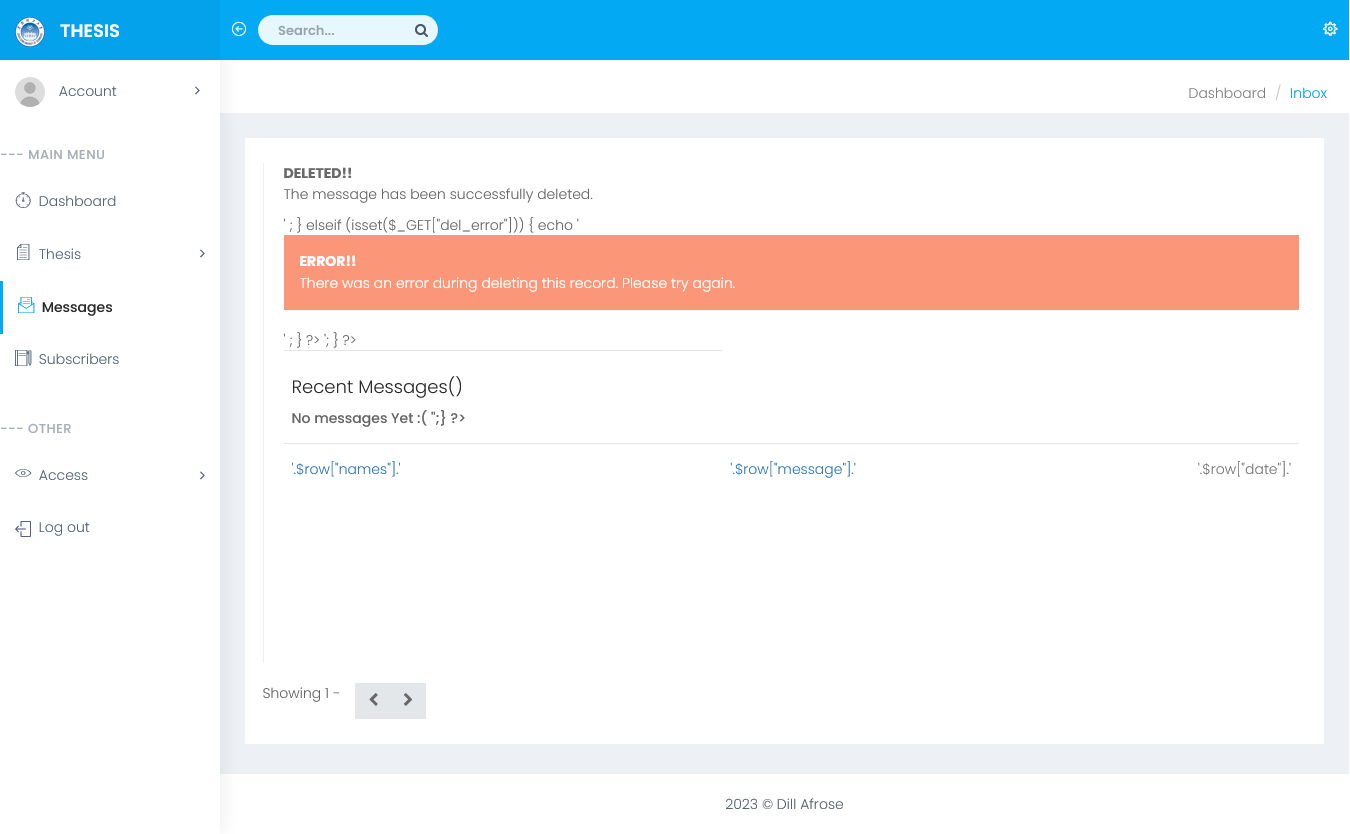 THESIS
Search...
Account
Dashboard / Inbox
--- MAIN MENU
Dashboard
Thesis
Messages
Subscribers
--- OTHER
Access
Log out
DELETED!!
The message has been successfully deleted.
' ; } elseif (isset($_GET["del_error"])) { echo '
ERROR!!
There was an error during deleting this record. Please try again.
' ; } ?> '; } ?>
Recent Messages()
No messages Yet :( ";} ?>
'.$row["names"].' '.$row["message"].' '.$row["date"].'
Showing 1 -
2023 © Dill Afrose